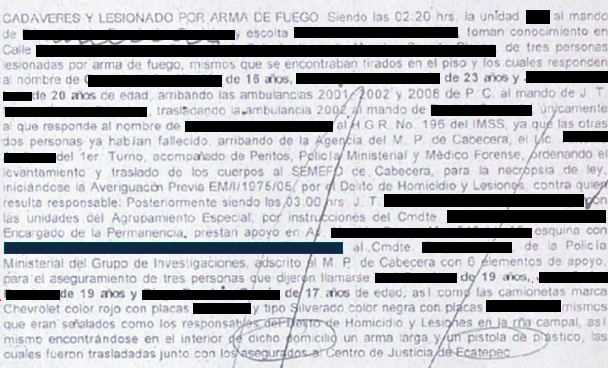 CADAVERES Y LESIONADO POR ARMA DE FUEGO Siendo las 02:20 hrs. la unidad al mando
de y escolta toman conocimiento en
Calle de tres personas
lesionadas por arma de fuego, mismos que se encontraban tirados en el piso y los cuales responden
al nombre de de 16 años, de 23 años y
de 20 años de edad, arribando las ambulancias 2001, 2002 y 2008 de P. C. al mando de J. T.
, trasladando la ambulancia 2002 al mando de únicamente
al que responde al nombre de al H.G.R. No. 196 del IMSS, ya que las otras
dos personas ya habían fallecido, arribando de la Agencia del M. P. de Cabecera, el Lic.
del 1er. Turno, acompañado de Peritos, Policía Ministerial y Médico Forense, ordenando el
levantamiento y traslado de los cuerpos al SEMEFO de Cabecera, para la necropsia de ley,
iniciándose la Averiguación Previa EM/I/1975/05, por el Delito de Homicidio y Lesiones, contra quien
resulta responsable: Posteriormente siendo las 03:00 hrs. J. T. con
las unidades del Agrupamiento Especial, por instrucciones del Cmdte.
Encargado de la Permanencia, prestan apoyo en Av. esquina con
al Cmdte. de la Policía
Ministerial del Grupo de Investigaciones, adscrito al M. P. de Cabecera con 6 elementos de apoyo,
para el aseguramiento de tres personas que dijeron llamarse de 19 años,
de 19 años y de 17 años de edad, así como las camionetas marca
Chevrolet color rojo con placas y tipo Silverado color negra con placas mismos
que eran señalados como los responsables del Delito de Homicidio y Lesiones en la riña campal, así
mismo encontrándose en el interior de dicho domicilio un arma larga y un pistola de plástico, las
cuales fueron trasladadas junto con los asegurados al Centro de Justicia de Ecatepec.